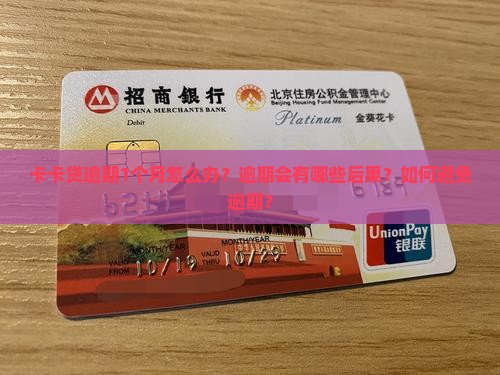 招商银行
CHINA MERCHANTS BANK
北京住房公积金管理中心
Beijing Housing Fund Management Center
Debit
Platinum 金葵花卡
卡卡贷逾期1个月怎么办？逾期会有哪些后果？如何避免
逾期？
MONTH/YEAR MONTH/YEAR
VALID FROM 10/19 VALID THRU 10/29
UnionPay
银联